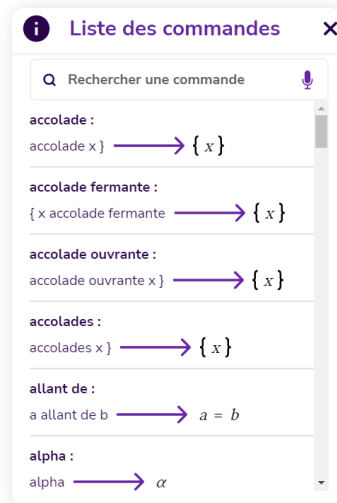 i Liste des commandes ×
Rechercher une commande
accolade :
accolade x } → { x }
accolade fermante :
{ x accolade fermante → { x }
accolade ouvrante :
accolade ouvrante x } → { x }
accolades :
accolades x } → { x }
allant de :
a allant de b → a = b
alpha :
alpha → α